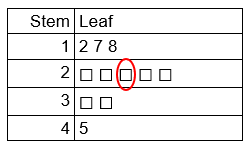 Stem Leaf
1 2 7 8
2 □ □ □ □ □
3 □ □
4 5